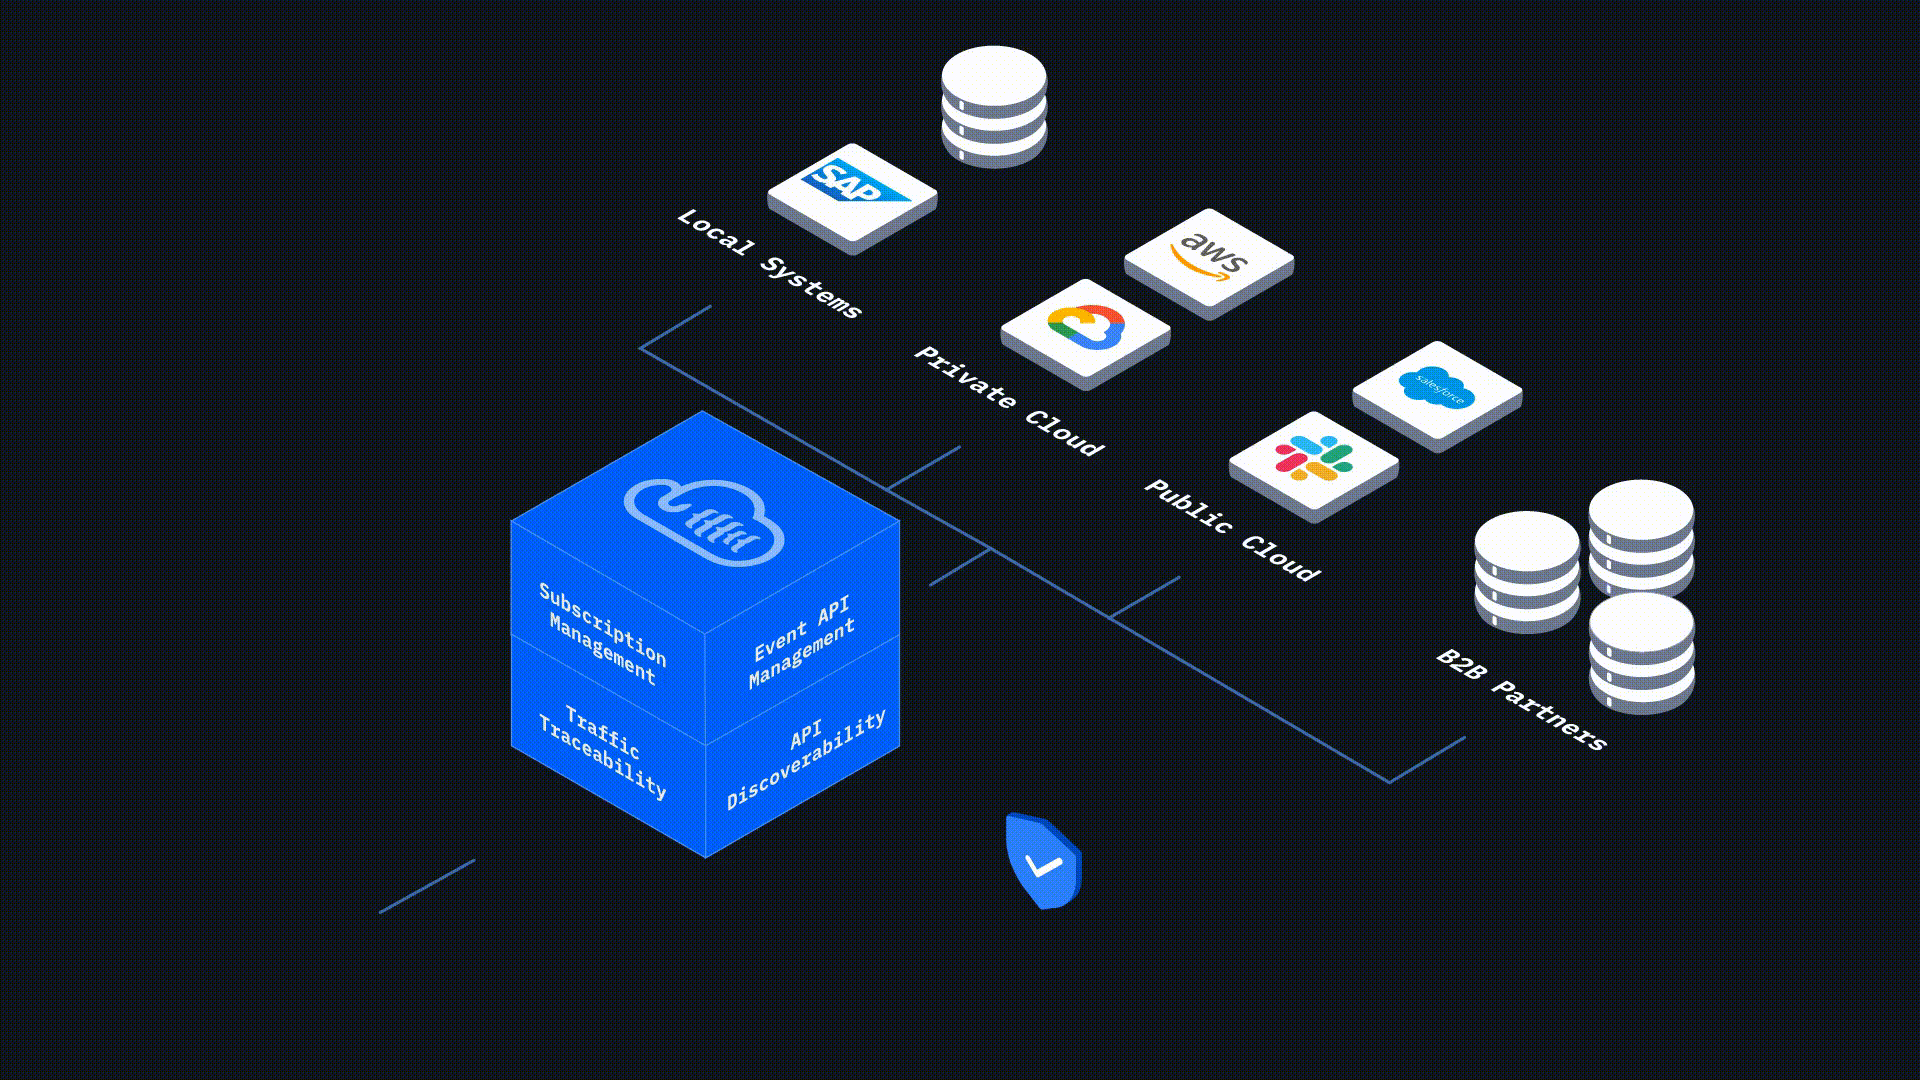 SAP
Local Systems
aws
Private Cloud
salesforce
Public Cloud
B2B Partners
Subscription
Management
Event API
Management
Traffic
Traceability
API
Discoverability